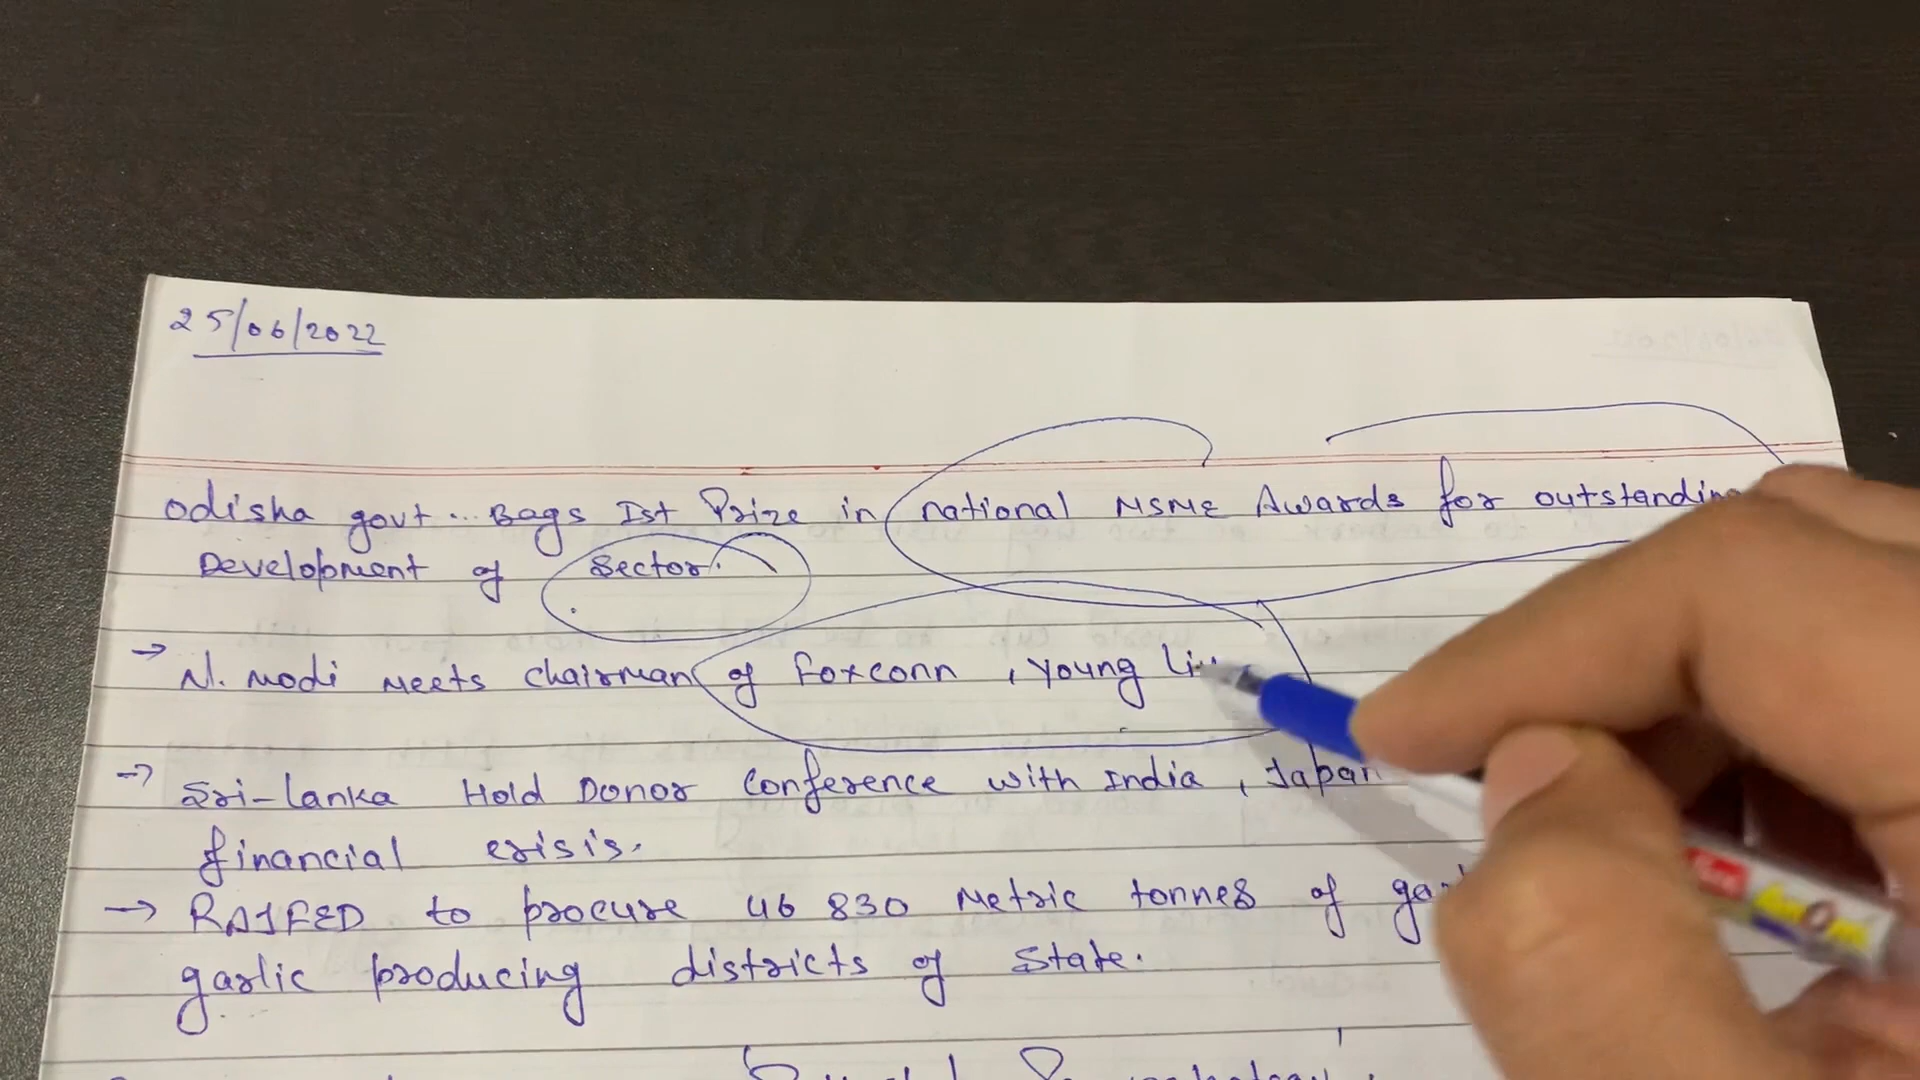 25/06/2022
Odisha govt.. Bags Ist Prize in national MSME Awards for outstanding
Development of Sector.
→ N. modi meets chairman of Foxconn, Young Liu
→ Sri-lanka Hold Donor Conference with India, Japan
financial crisis.
→ RAJFED to procure 46 830 Metric tonnes of
garlic producing districts of State.